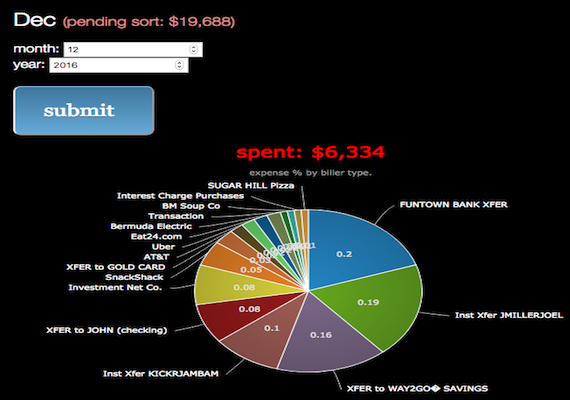 Dec (pending sort: $19,688)
month: 12
year: 2016
submit
spent: $6,334
expense % by biller type.
SUGAR HILL Pizza
Interest Charge Purchases
BM Soup Co
Transaction
Bermuda Electric
Eat24.com
Uber
AT&T
XFER to GOLD CARD
SnackShack
Investment Net Co.
XFER to JOHN (checking)
Inst Xfer KICKRJAMBAM
XFER to WAY2GO� SAVINGS
Inst Xfer JMILLERJOEL
FUNTOWN BANK XFER
0.2
0.19
0.16
0.1
0.08
0.08
0.05